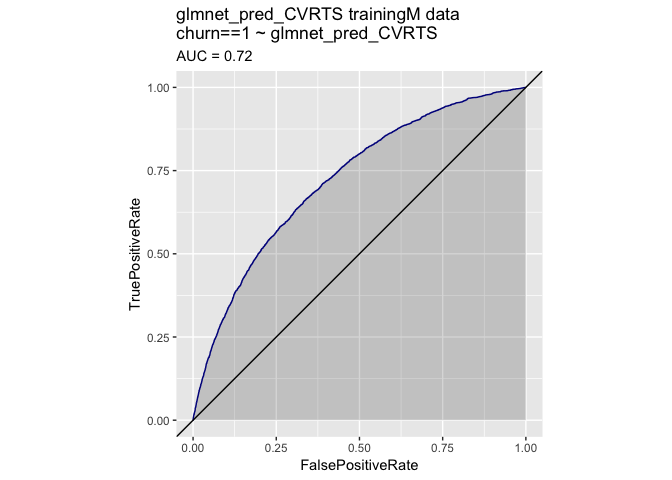 glmnet_pred_CVRTS trainingM data
churn==1 ~ glmnet_pred_CVRTS
AUC = 0.72
1.00
0.75
0.50
0.25
0.00
TruePositiveRate
0.00 0.25 0.50 0.75 1.00
FalsePositiveRate